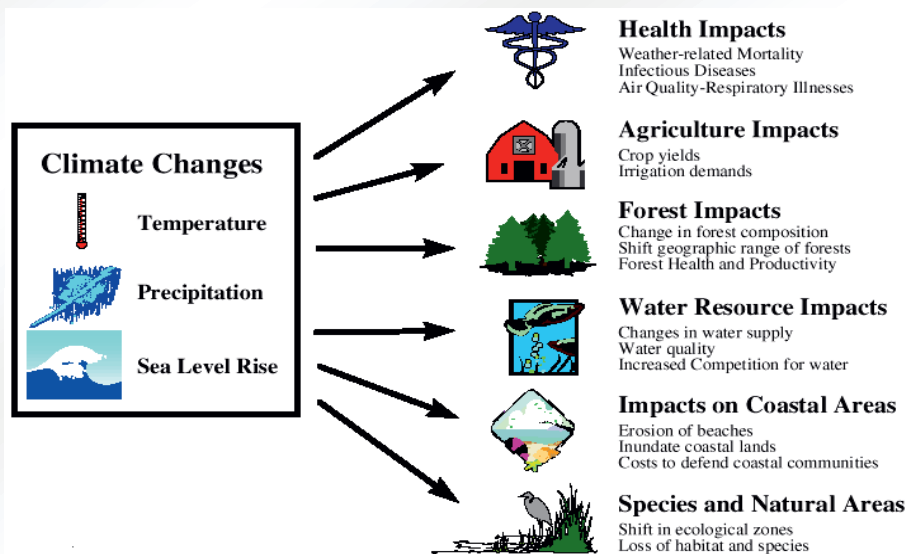 Climate Changes
Temperature
Precipitation
Sea Level Rise
Health Impacts
Weather-related Mortality
Infectious Diseases
Air Quality-Respiratory Illnesses
Agriculture Impacts
Crop yields
Irrigation demands
Forest Impacts
Change in forest composition
Shift geographic range of forests
Forest Health and Productivity
Water Resource Impacts
Changes in water supply
Water quality
Increased Competition for water
Impacts on Coastal Areas
Erosion of beaches
Inundate coastal lands
Costs to defend coastal communities
Species and Natural Areas
Shift in ecological zones
Loss of habitat and species